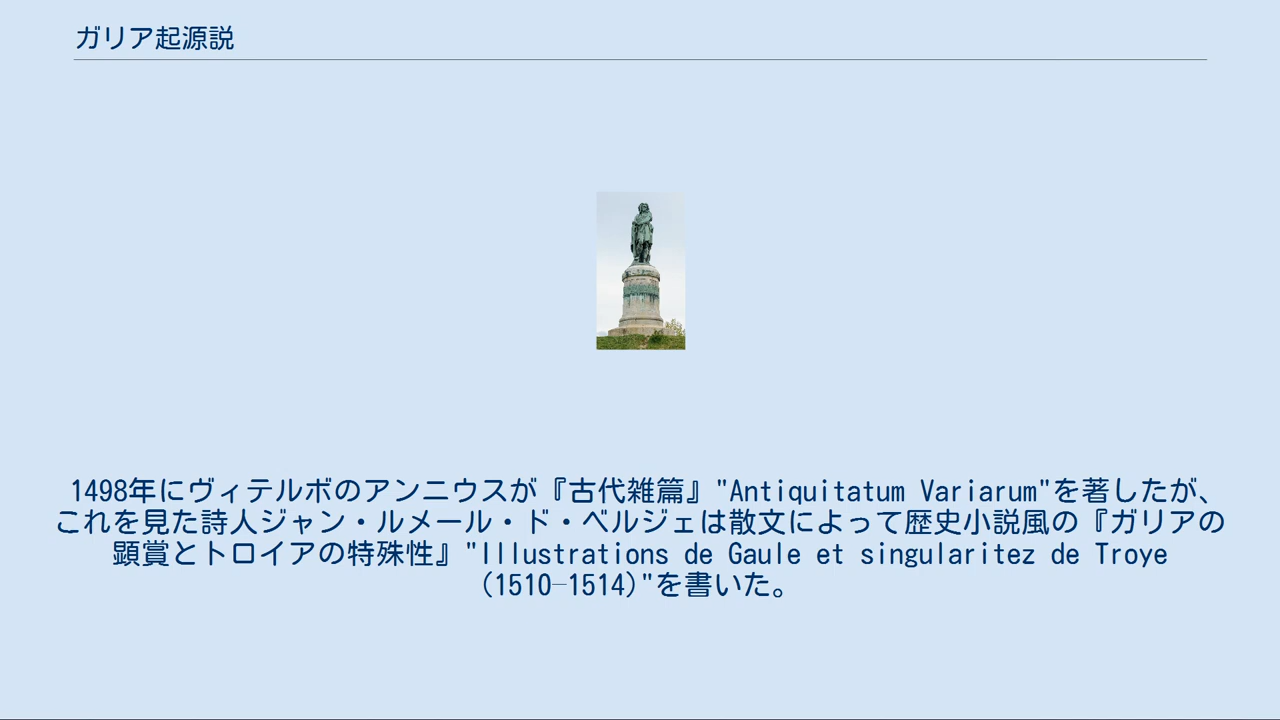 ガリア起源説
1498年にヴィテルボのアンニウスが『古代雑篇』"Antiquitatum Variarum"を著したが、
これを見た詩人ジャン・ルメール・ド・ベルジェは散文によって歴史小説風の『ガリアの
顕賞とトロイアの特殊性』"Illustrations de Gaule et singularitez de Troye
(1510–1514)"を書いた。